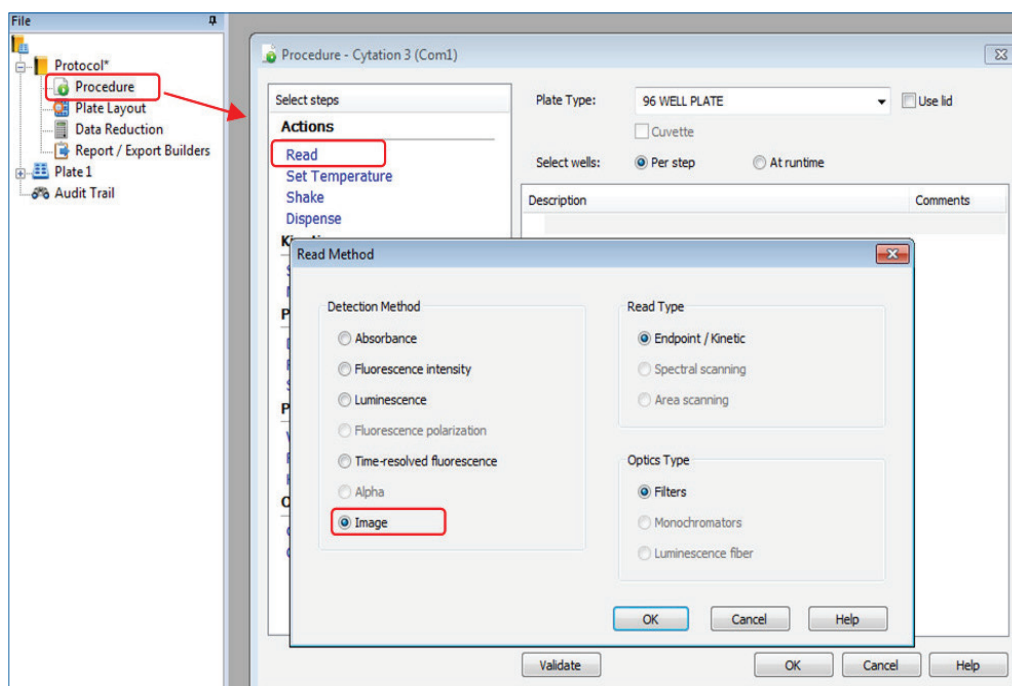 File
Protocol*
Procedure
Plate Layout
Data Reduction
Report / Export Builders
Plate 1
Audit Trail
Procedure - Cytation 3 (Com1)
Select steps
Actions
Read
Set Temperature
Shake
Dispense
Plate Type:
96 WELL PLATE
Use lid
Cuvette
Select wells:
Per step
At runtime
Description
Comments
Read Method
Detection Method
Absorbance
Fluorescence intensity
Luminescence
Fluorescence polarization
Time-resolved fluorescence
Alpha
Image
Read Type
Endpoint / Kinetic
Spectral scanning
Area scanning
Optics Type
Filters
Monochromators
Luminescence fiber
OK
Cancel
Help
Validate
OK
Cancel
Help